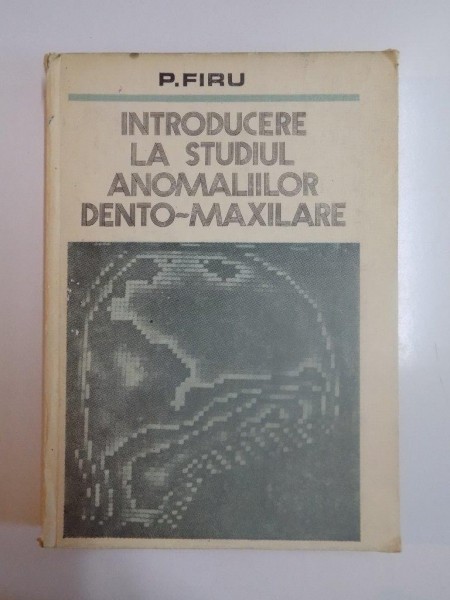 P.FIRU
INTRODUCERE
LA STUDIUL
ANOMALIILOR
DENTO-MAXILARE